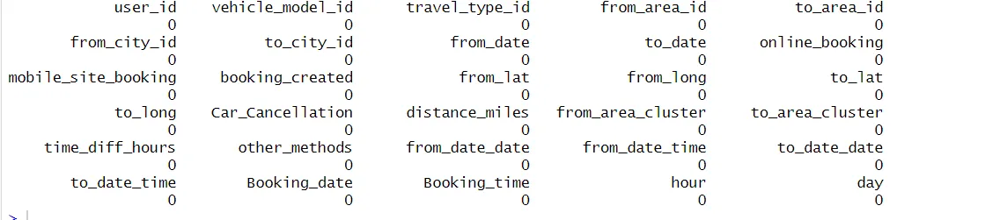 user_id vehicle_model_id travel_type_id from_area_id to_area_id
0 0 0 0 0
from_city_id to_city_id from_date to_date online_booking
0 0 0 0 0
mobile_site_booking booking_created from_lat from_long to_lat
0 0 0 0 0
to_long Car_Cancellation distance_miles from_area_cluster to_area_cluster
0 0 0 0 0
time_diff_hours other_methods from_date_date from_date_time to_date_date
0 0 0 0 0
to_date_time Booking_date Booking_time hour day
0 0 0 0 0
>